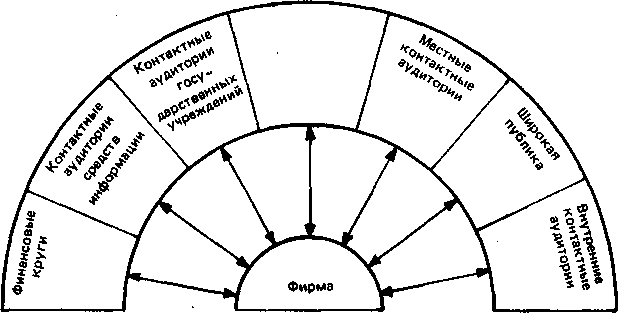 Финансовые
круги
Контактные
аудитории
средств
информации
Контактные
аудитории
госу-
дарственных
учреждений
Местные
контактные
аудитории
Широкая
публика
Внутренние
контактные
аудитории
Фирма